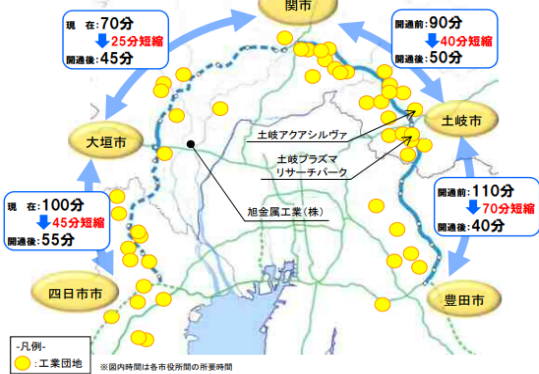 関市
現　在：70分
25分短縮
開通後：45分
開通前：90分
40分短縮
開通後：50分
大垣市
土岐市
土岐アクアシルヴァ
土岐プラズマ
リサーチパーク
旭金属工業（株）
現　在：100分
45分短縮
開通後：55分
開通前：110分
70分短縮
開通後：40分
四日市市
豊田市
-凡例-
：工業団地
※図内時間は各市役所間の所要時間